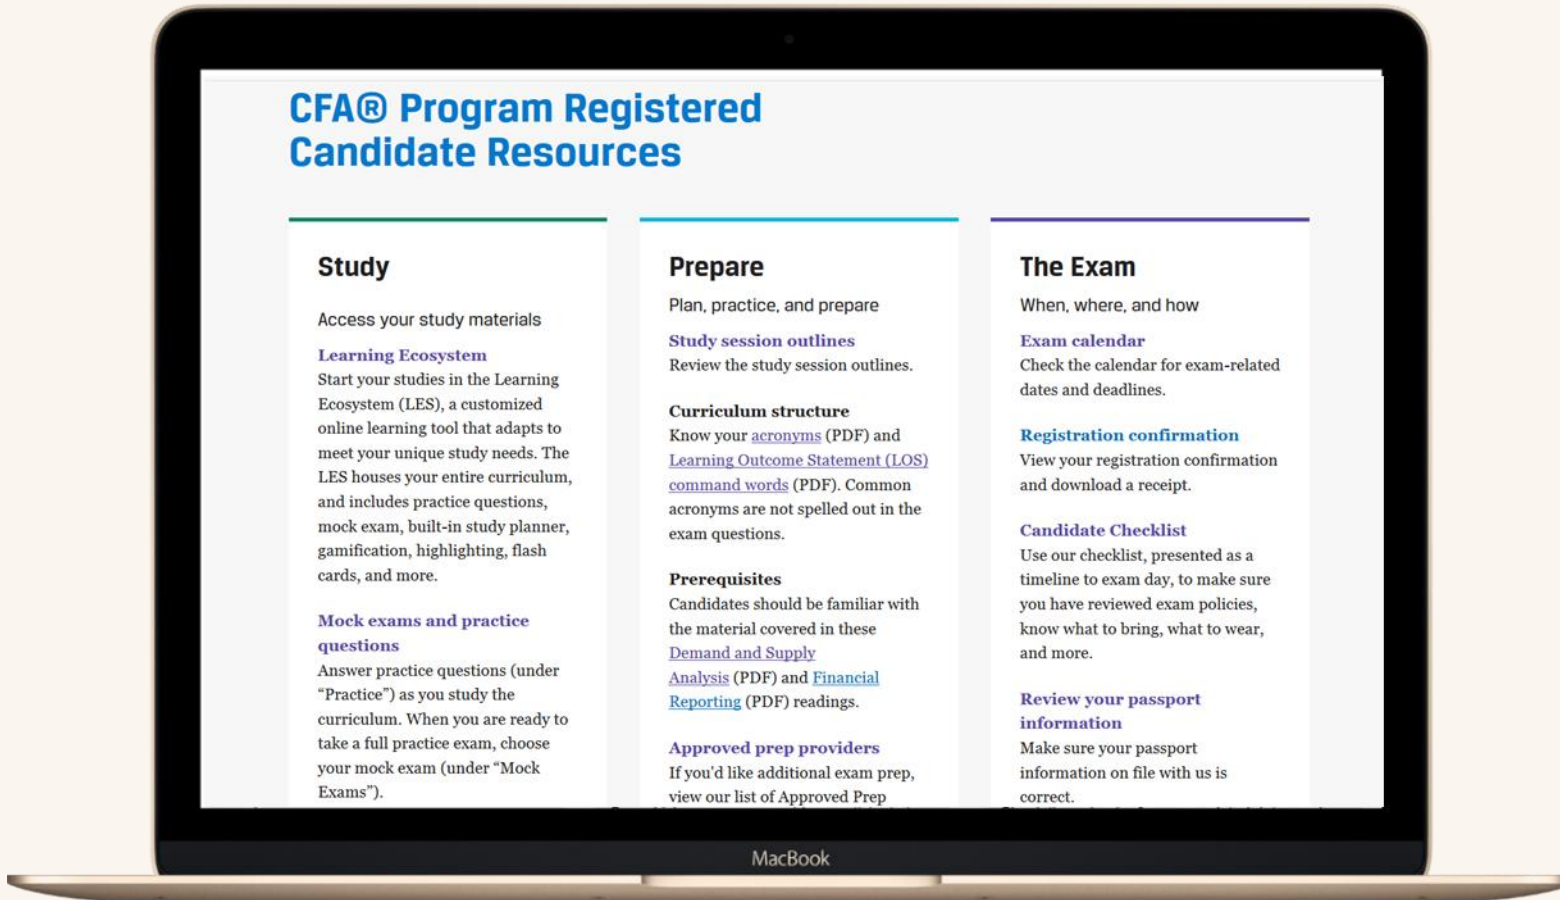 CFA® Program Registered
Candidate Resources
Study
Access your study materials
Learning Ecosystem
Start your studies in the Learning
Ecosystem (LES), a customized
online learning tool that adapts to
meet your unique study needs. The
LES houses your entire curriculum,
and includes practice questions,
mock exam, built-in study planner,
gamification, highlighting, flash
cards, and more.
Mock exams and practice
questions
Answer practice questions (under
“Practice”) as you study the
curriculum. When you are ready to
take a full practice exam, choose
your mock exam (under “Mock
Exams”).
Prepare
Plan, practice, and prepare
Study session outlines
Review the study session outlines.
Curriculum structure
Know your acronyms (PDF) and
Learning Outcome Statement (LOS)
command words (PDF). Common
acronyms are not spelled out in the
exam questions.
Prerequisites
Candidates should be familiar with
the material covered in these
Demand and Supply
Analysis (PDF) and Financial
Reporting (PDF) readings.
Approved prep providers
If you'd like additional exam prep,
view our list of Approved Prep
The Exam
When, where, and how
Exam calendar
Check the calendar for exam-related
dates and deadlines.
Registration confirmation
View your registration confirmation
and download a receipt.
Candidate Checklist
Use our checklist, presented as a
timeline to exam day, to make sure
you have reviewed exam policies,
know what to bring, what to wear,
and more.
Review your passport
information
Make sure your passport
information on file with us is
correct.
MacBook